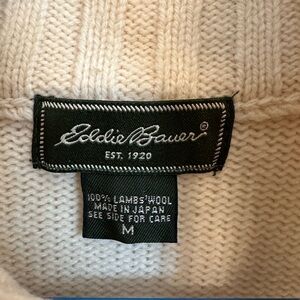 Eddie Bauer®
EST. 1920
100% LAMBS' WOOL
MADE IN JAPAN
SEE SIDE FOR CARE
M